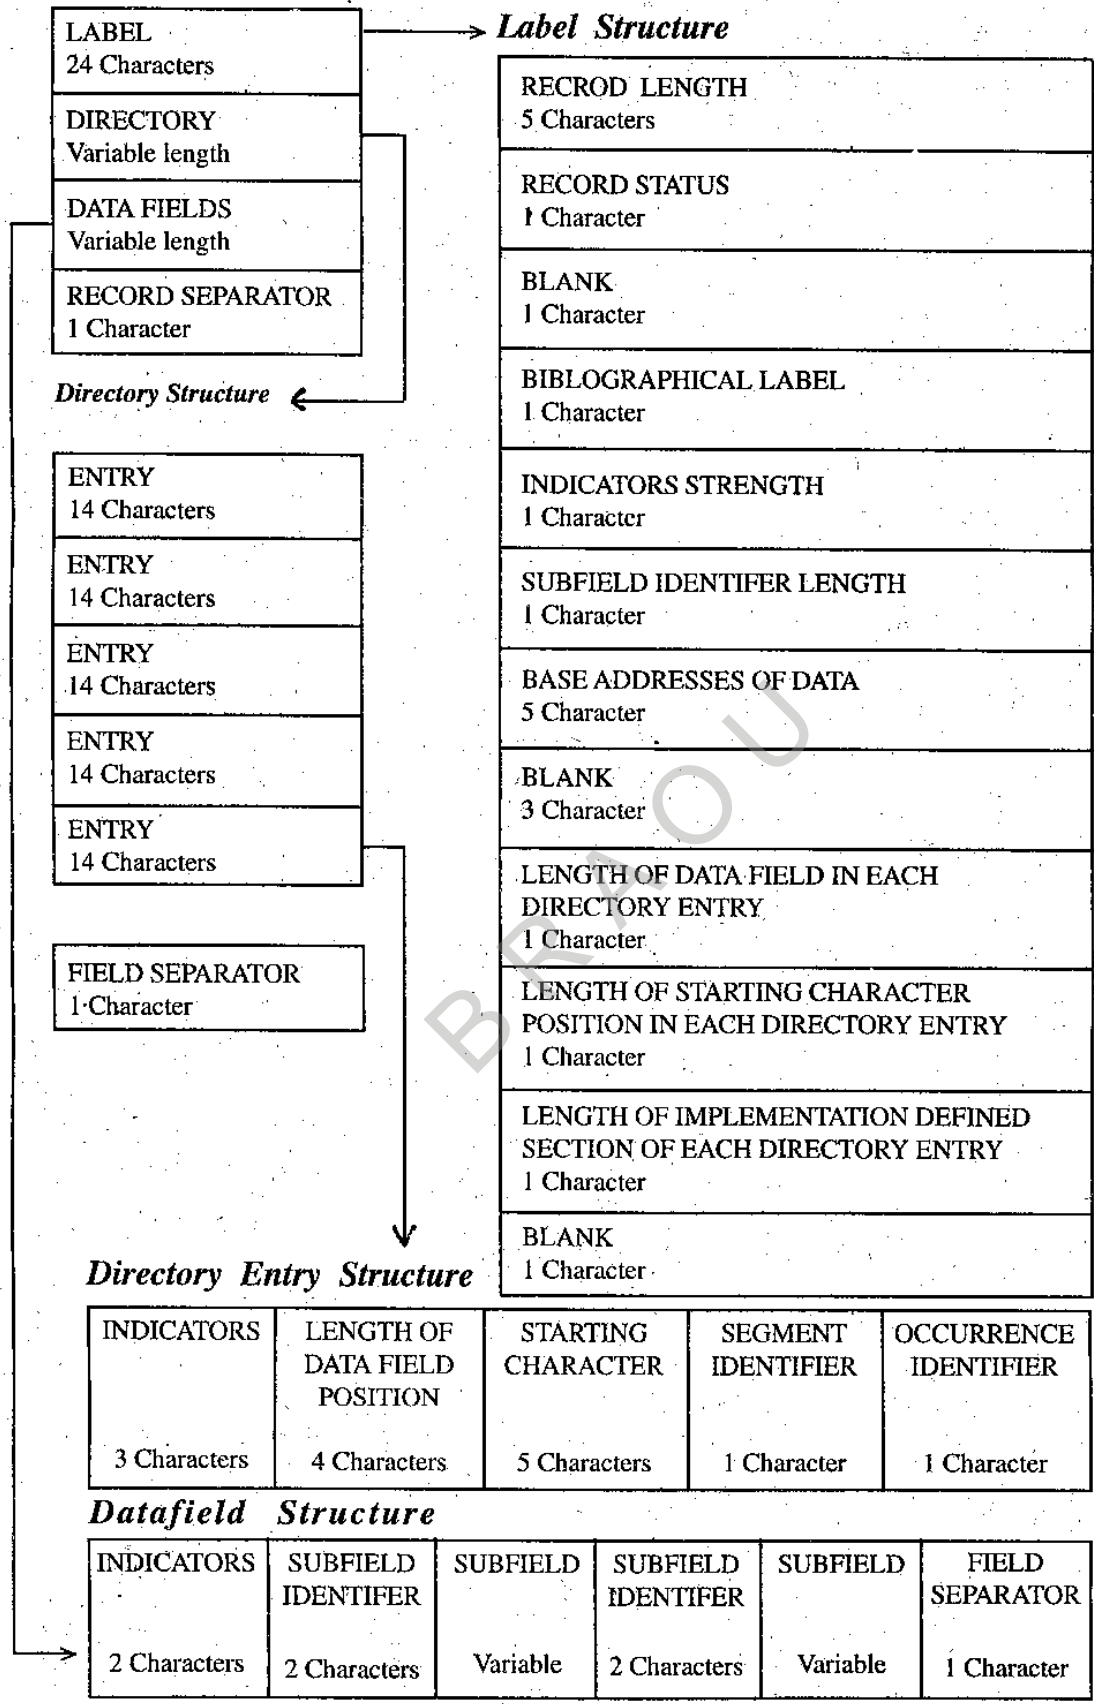 LABEL
24 Characters
DIRECTORY
Variable length
DATA FIELDS
Variable length
RECORD SEPARATOR
1 Character
Label Structure
RECROD LENGTH
5 Characters
RECORD STATUS
1 Character
BLANK
1 Character
BIBLOGRAPHICAL LABEL
1 Character
INDICATORS STRENGTH
1 Character
SUBFIELD IDENTIFER LENGTH
1 Character
BASE ADDRESSES OF DATA
5 Character
BLANK
3 Character
LENGTH OF DATA FIELD IN EACH
DIRECTORY ENTRY
1 Character
LENGTH OF STARTING CHARACTER
POSITION IN EACH DIRECTORY ENTRY
1 Character
LENGTH OF IMPLEMENTATION DEFINED
SECTION OF EACH DIRECTORY ENTRY
1 Character
BLANK
1 Character
Directory Structure
ENTRY
14 Characters
ENTRY
14 Characters
ENTRY
14 Characters
ENTRY
14 Characters
ENTRY
14 Characters
FIELD SEPARATOR
1 Character
BRAOU
Directory Entry Structure
INDICATORS
3 Characters
LENGTH OF
DATA FIELD
POSITION
4 Characters
STARTING
CHARACTER
5 Characters
SEGMENT
IDENTIFIER
1 Character
OCCURRENCE
IDENTIFIER
1 Character
Datafield Structure
INDICATORS
2 Characters
SUBFIELD
IDENTIFER
2 Characters
SUBFIELD
Variable
SUBFIELD
IDENTIFER
2 Characters
SUBFIELD
Variable
FIELD
SEPARATOR
1 Character